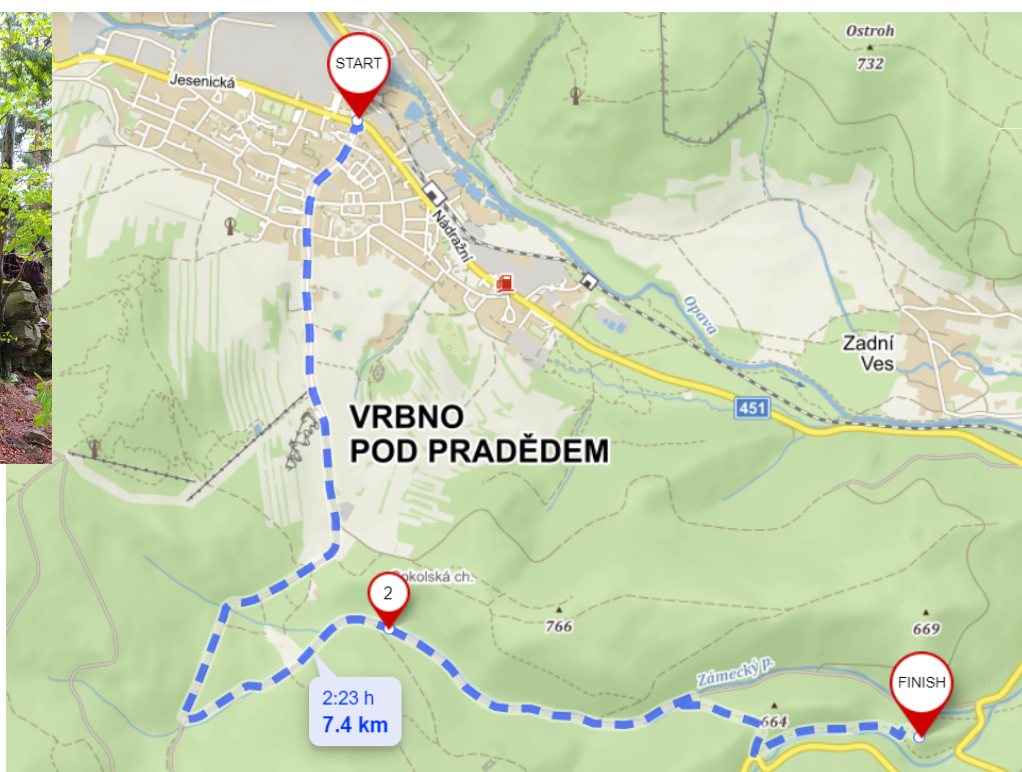 Ostroh
732
START
Jesenická
Nádražní
Opava
Zadní
Ves
451
VRBNO
POD PRADĚDEM
okolská ch.
2
766
669
Zámecký p.
FINISH
2:23 h
7.4 km
664